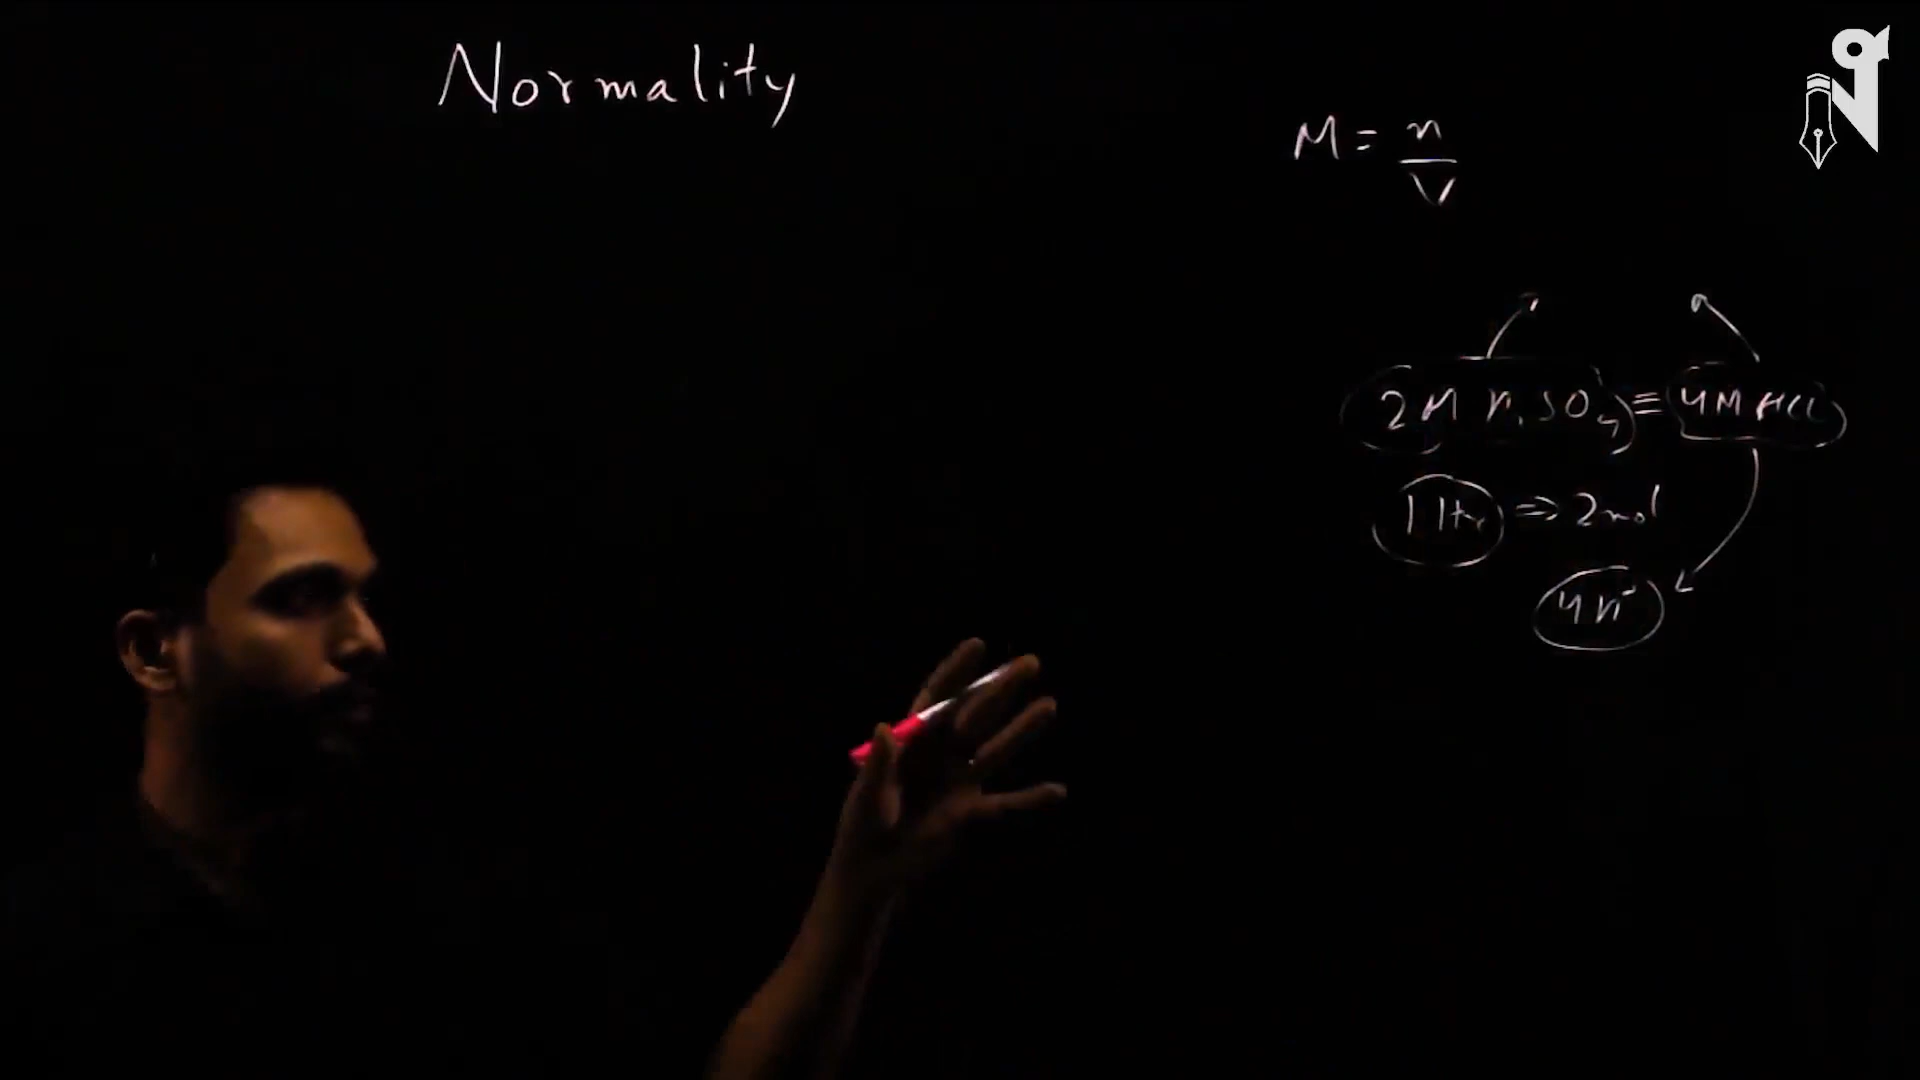 Normality
M = n/V
2M H₂SO₄ ≡ 4M HCl
1 ltr ⇒ 2 mol
4H⁺